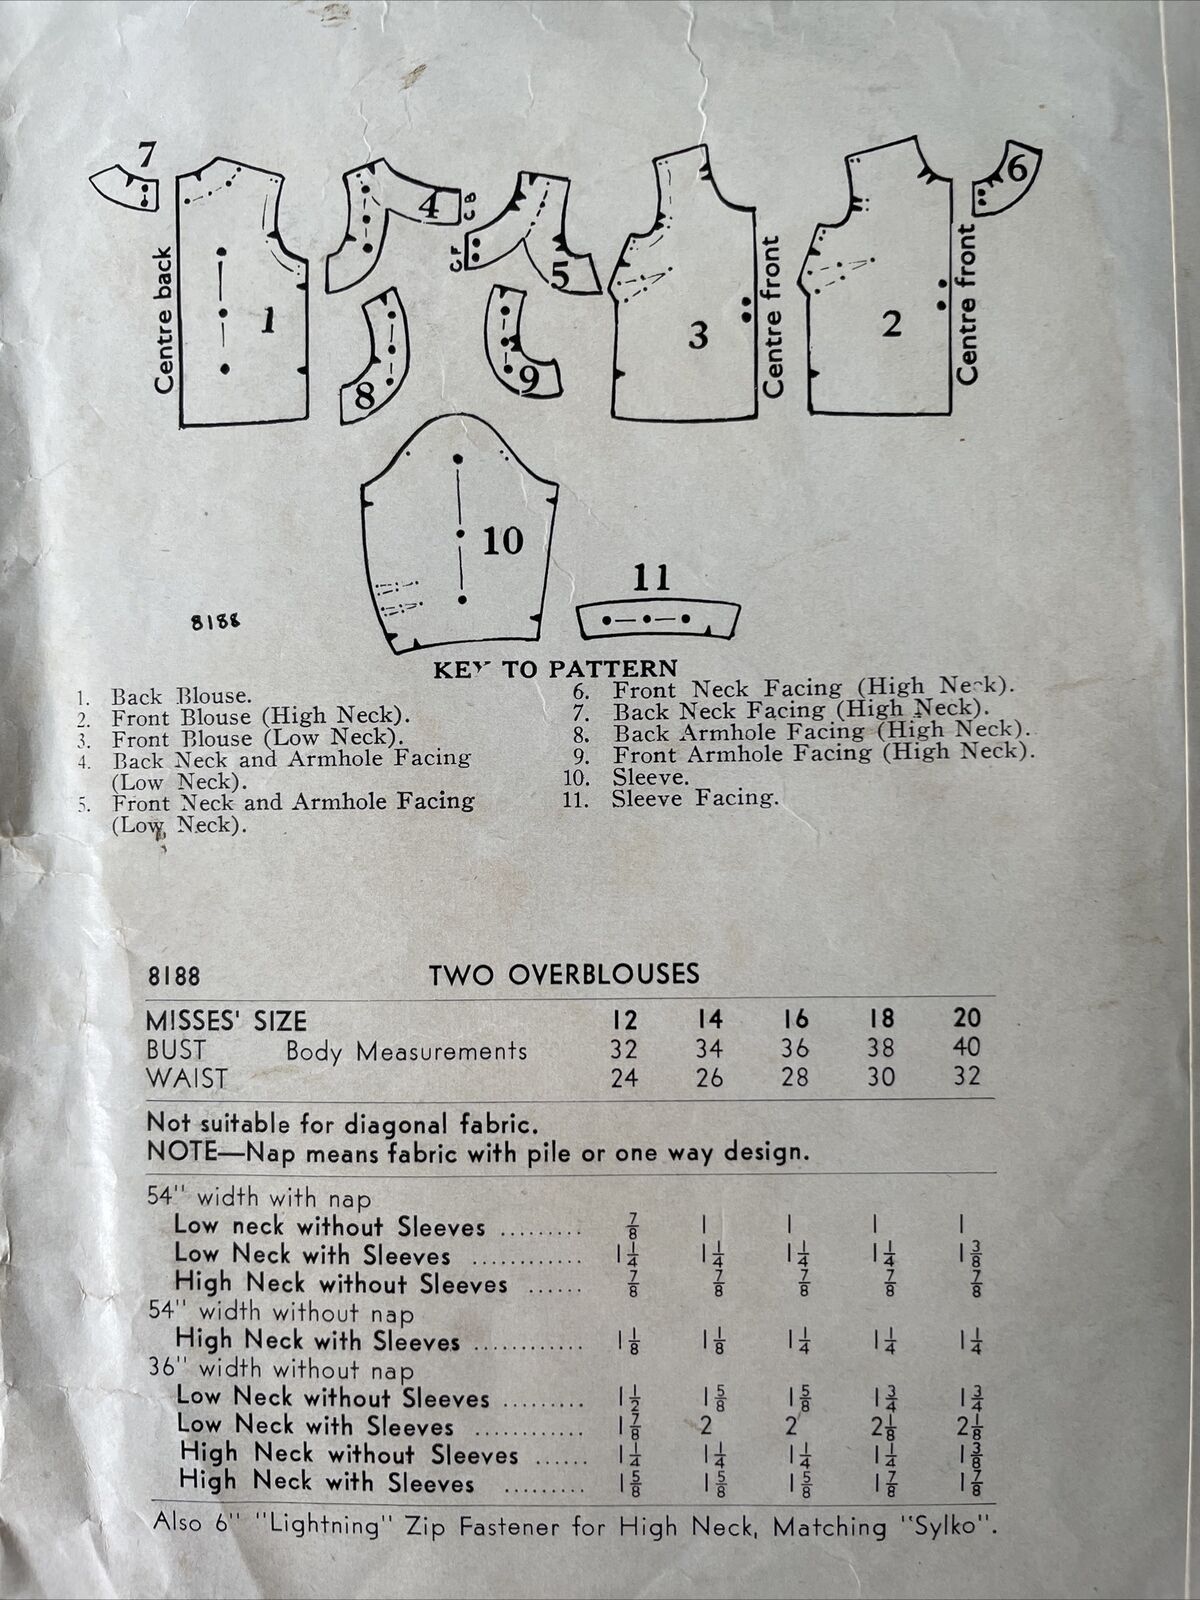 7
4
C B
C F
5
6
Centre back
1
8
9
3
Centre front
2
Centre front
10
11
8188
KEY TO PATTERN
1. Back Blouse.
2. Front Blouse (High Neck).
3. Front Blouse (Low Neck).
4. Back Neck and Armhole Facing
(Low Neck).
5. Front Neck and Armhole Facing
(Low Neck).
6. Front Neck Facing (High Neck).
7. Back Neck Facing (High Neck).
8. Back Armhole Facing (High Neck).
9. Front Armhole Facing (High Neck).
10. Sleeve.
11. Sleeve Facing.
8188 TWO OVERBLOUSES
MISSES' SIZE 12 14 16 18 20
BUST Body Measurements 32 34 36 38 40
WAIST 24 26 28 30 32
Not suitable for diagonal fabric.
NOTE—Nap means fabric with pile or one way design.
54" width with nap
Low neck without Sleeves ......... 7/8 1 1 1 1
Low Neck with Sleeves ............ 1 1/4 1 1/4 1 1/4 1 1/4 1 3/8
High Neck without Sleeves ...... 7/8 7/8 7/8 7/8 7/8
54" width without nap
High Neck with Sleeves ............ 1 1/8 1 1/8 1 1/4 1 1/4 1 1/4
36" width without nap
Low Neck without Sleeves ......... 1 1/2 1 5/8 1 5/8 1 3/4 1 3/4
Low Neck with Sleeves ............ 1 7/8 2 2 2 1/8 2 1/8
High Neck without Sleeves ...... 1 1/4 1 1/4 1 1/4 1 1/4 1 3/8
High Neck with Sleeves ......... 1 5/8 1 5/8 1 5/8 1 7/8 1 7/8
Also 6" "Lightning" Zip Fastener for High Neck, Matching "Sylko".